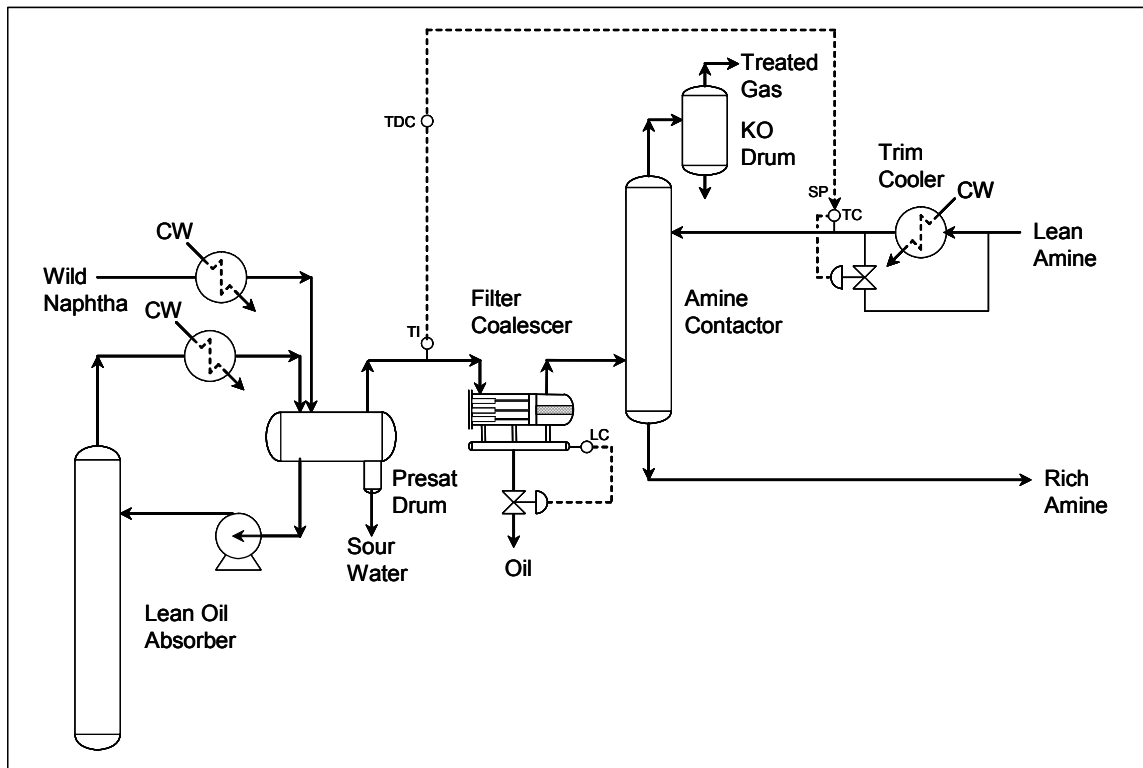 Treated
Gas
TDC
KO
Drum
Trim
Cooler
SP
CW
TC
CW
Lean
Amine
Wild
Naphtha
Filter
Coalescer
Amine
Contactor
CW
TI
LC
Presat
Drum
Rich
Amine
Sour
Water
Oil
Lean Oil
Absorber